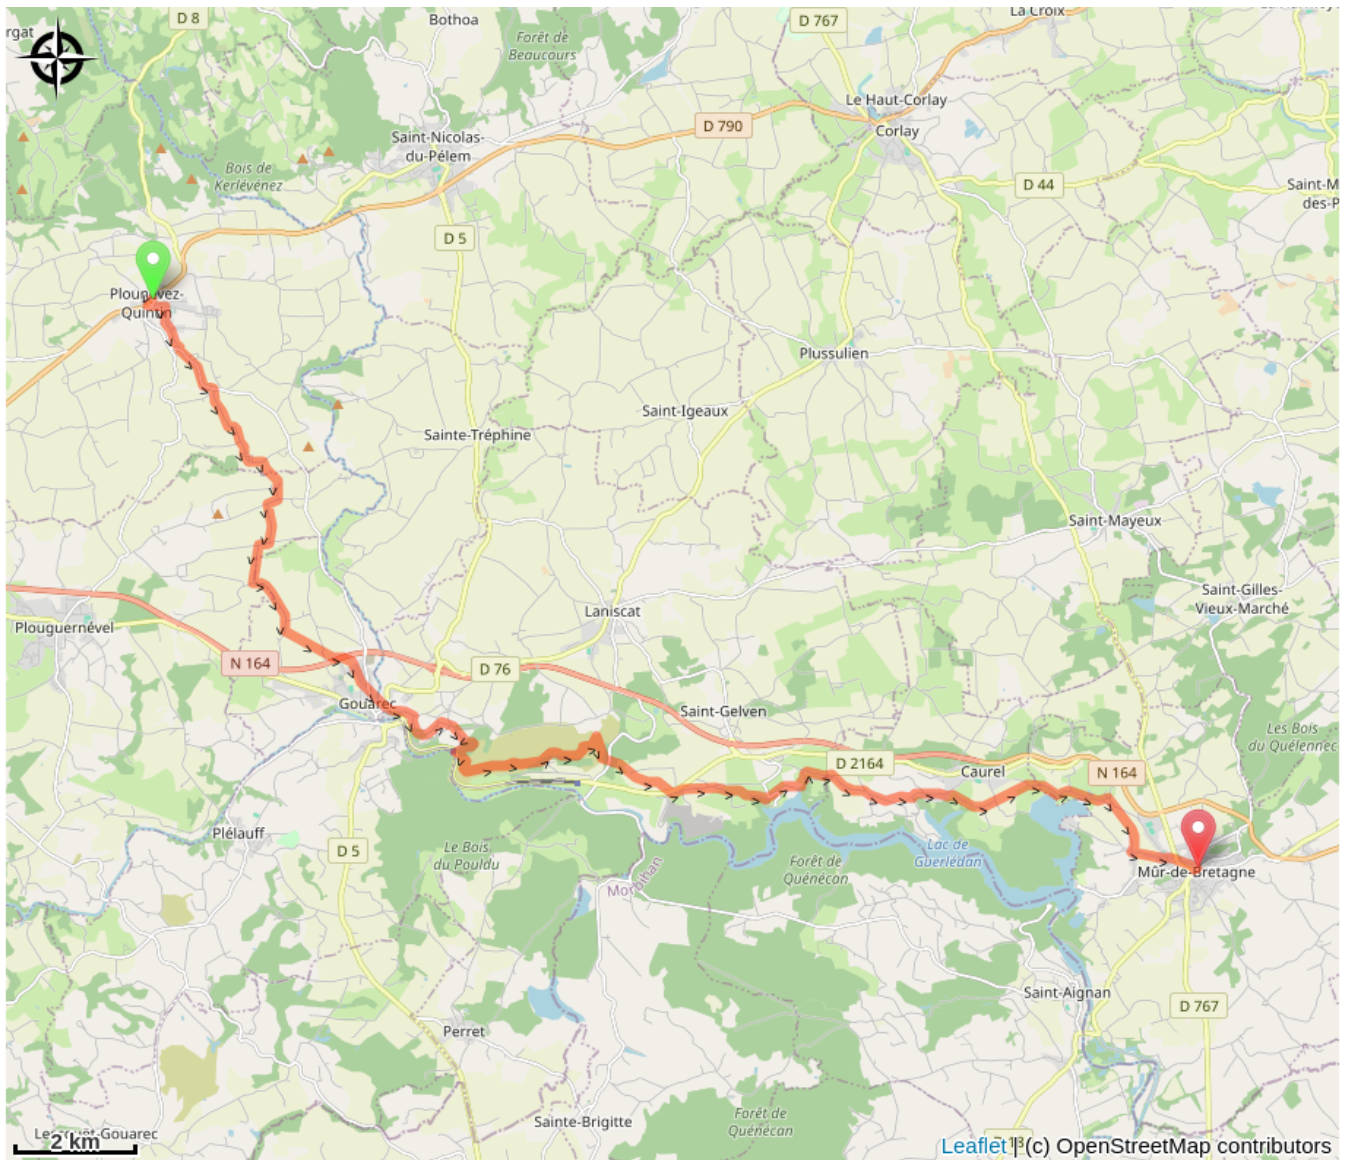 D 8
Bothoa
D 767
La Croix
rgat
Forêt de
Beaucours
Le Haut-Corlay
Corlay
D 790
Saint-Nicolas-
du-Pélem
Bois de
Kerlévénez
D 44
Saint-M
des-P
D 5
Plounévez-
Quintin
Plussulien
Saint-Igeaux
Sainte-Tréphine
Saint-Mayeux
Saint-Gilles-
Vieux-Marché
Laniscat
Plouguernével
N 164
D 76
Gouarec
Saint-Gelven
Les Bois
du Quélennec
D 2164
Caurel
N 164
Plélauff
D 5
Le Bois
du Pouldu
Lac de
Guerlédan
Forêt de
Quénécan
Morbihan
Mûr-de-Bretagne
Saint-Aignan
D 767
Perret
Sainte-Brigitte
Forêt de
Quénécan
2 km
Leaflet | (c) OpenStreetMap contributors